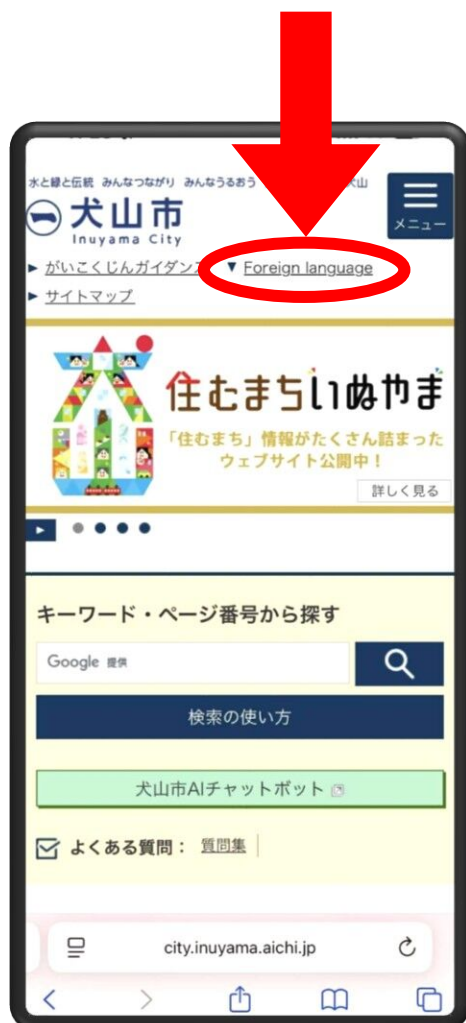 水と緑と伝統 みんなつながり みんなうるおう
犬山
犬山市
Inuyama City
メニュー
▶ がいこくじんガイダンス ▼ Foreign language
▶ サイトマップ
住むまちいぬやま
「住むまち」情報がたくさん詰まった
ウェブサイト公開中！
詳しく見る
キーワード・ページ番号から探す
Google 提供
検索の使い方
犬山市AIチャットボット
よくある質問： 質問集
city.inuyama.aichi.jp